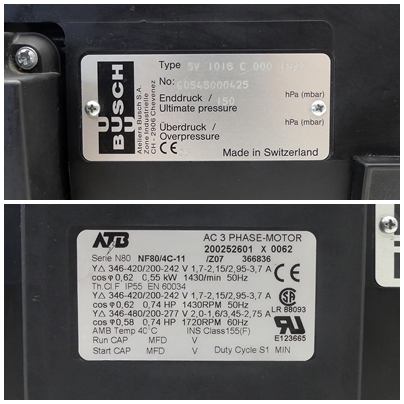 BUSCH
Ateliers Busch S.A.
Zone Industrielle
CH - 2906 Chevenez
Type SV 1016 C 000
No: C0545000425
Enddruck / 150 hPa (mbar)
Ultimate pressure
Überdruck / hPa (mbar)
Overpressure
CE Made in Switzerland
ATB AC 3 PHASE-MOTOR
200252601 X 0062
Serie N80 NF80/4C-11 /Z07 366836
YΔ 346-420/200-242 V 1,7-2,15/2,95-3,7 A
cos φ 0,62 0,55 kW 1430/min 50Hz
Th.Cl.F IP55 EN 60034
YΔ 346-420/200-242 V 1,7-2,15/2,95-3,7 A
cos φ 0,62 0,74 HP 1430RPM 50Hz
YΔ 346-480/200-277 V 2,0-1,6/3,45-2,75 A
cos φ 0,58 0,74 HP 1720RPM 60Hz
AMB Temp 40°C INS Class155(F)
Run CAP MFD V
Start CAP MFD V Duty Cycle S1 MIN
CE
LR 88093
E123665